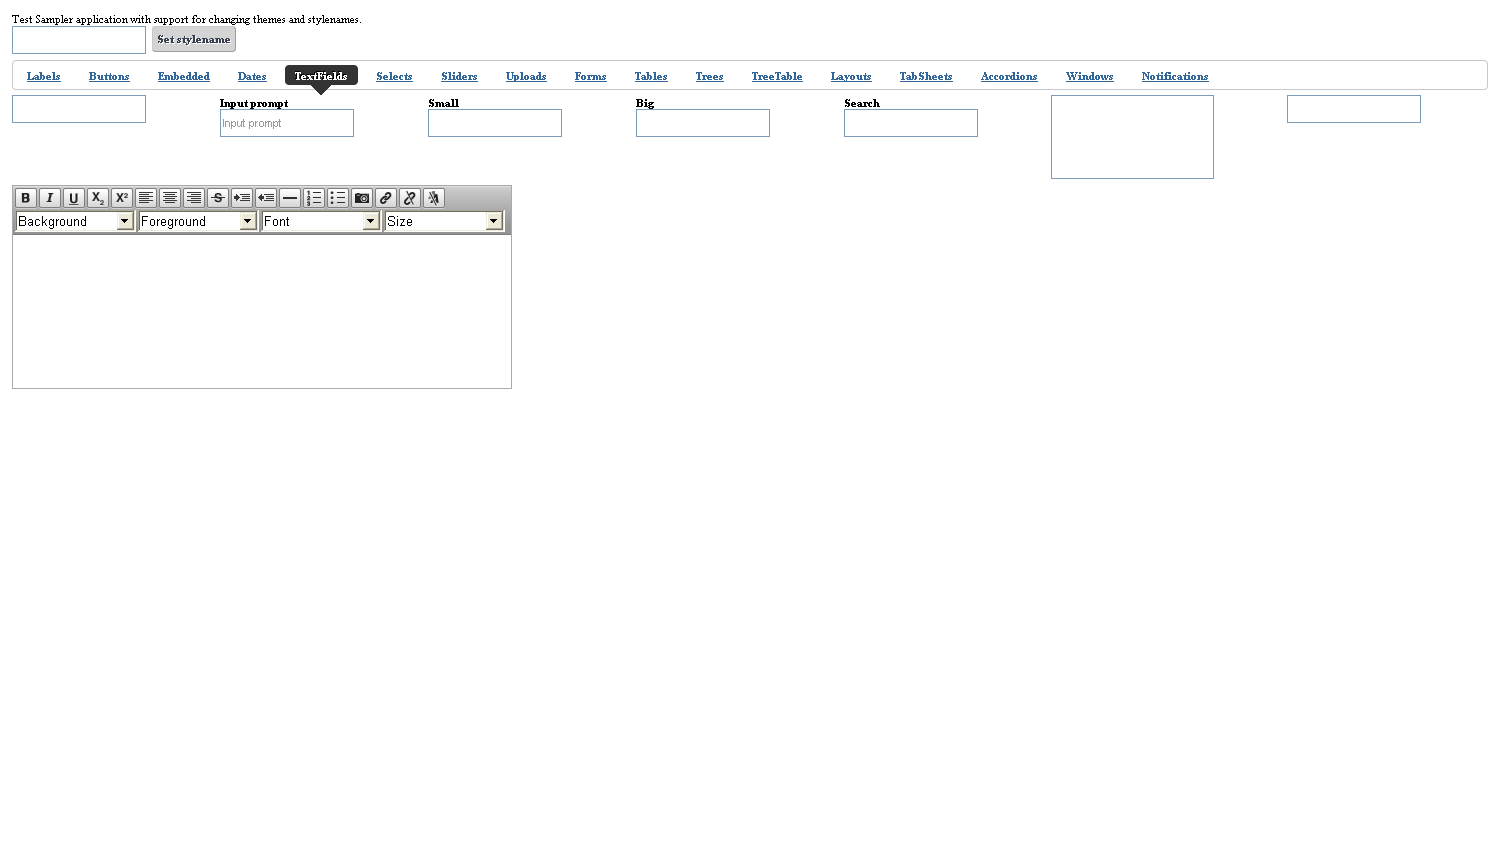 Test Sampler application with support for changing themes and stylenames.
Set stylename
Labels Buttons Embedded Dates TextFields Selects Sliders Uploads Forms Tables Trees TreeTable Layouts TabSheets Accordions Windows Notifications
Input prompt Small Big Search
Input prompt
B I U X₂ X² S
Background Foreground Font Size